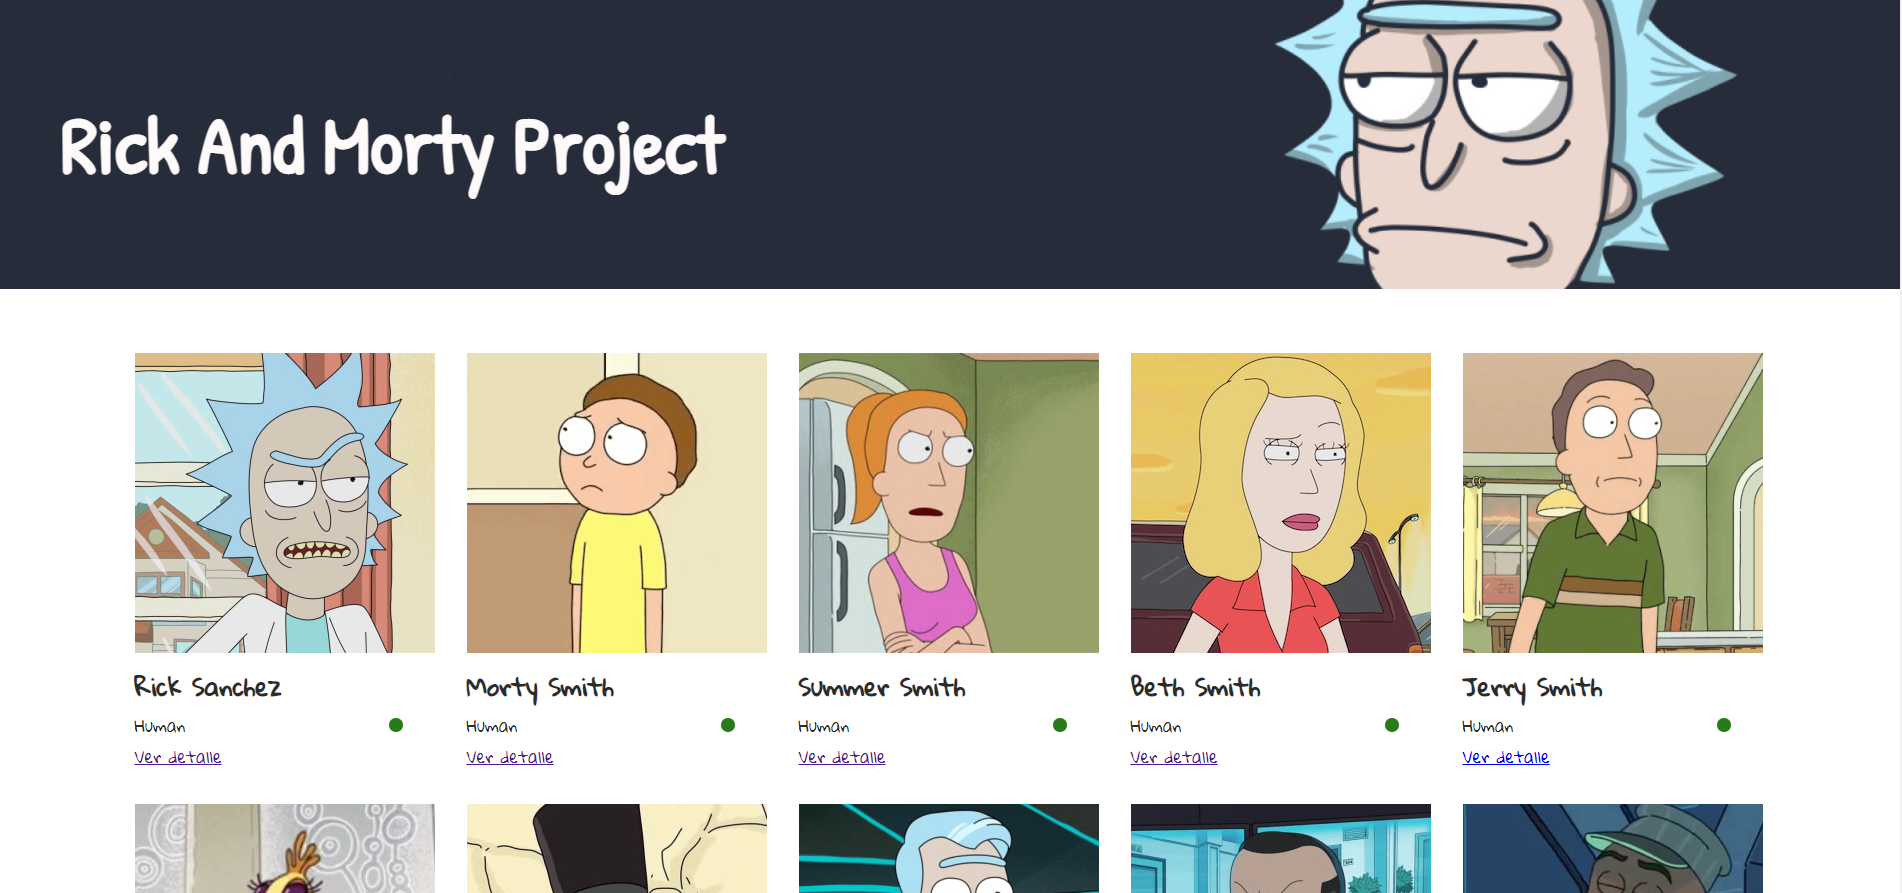 Rick And Morty Project
Rick Sanchez
Human
Ver detalle
Morty Smith
Human
Ver detalle
Summer Smith
Human
Ver detalle
Beth Smith
Human
Ver detalle
Jerry Smith
Human
Ver detalle